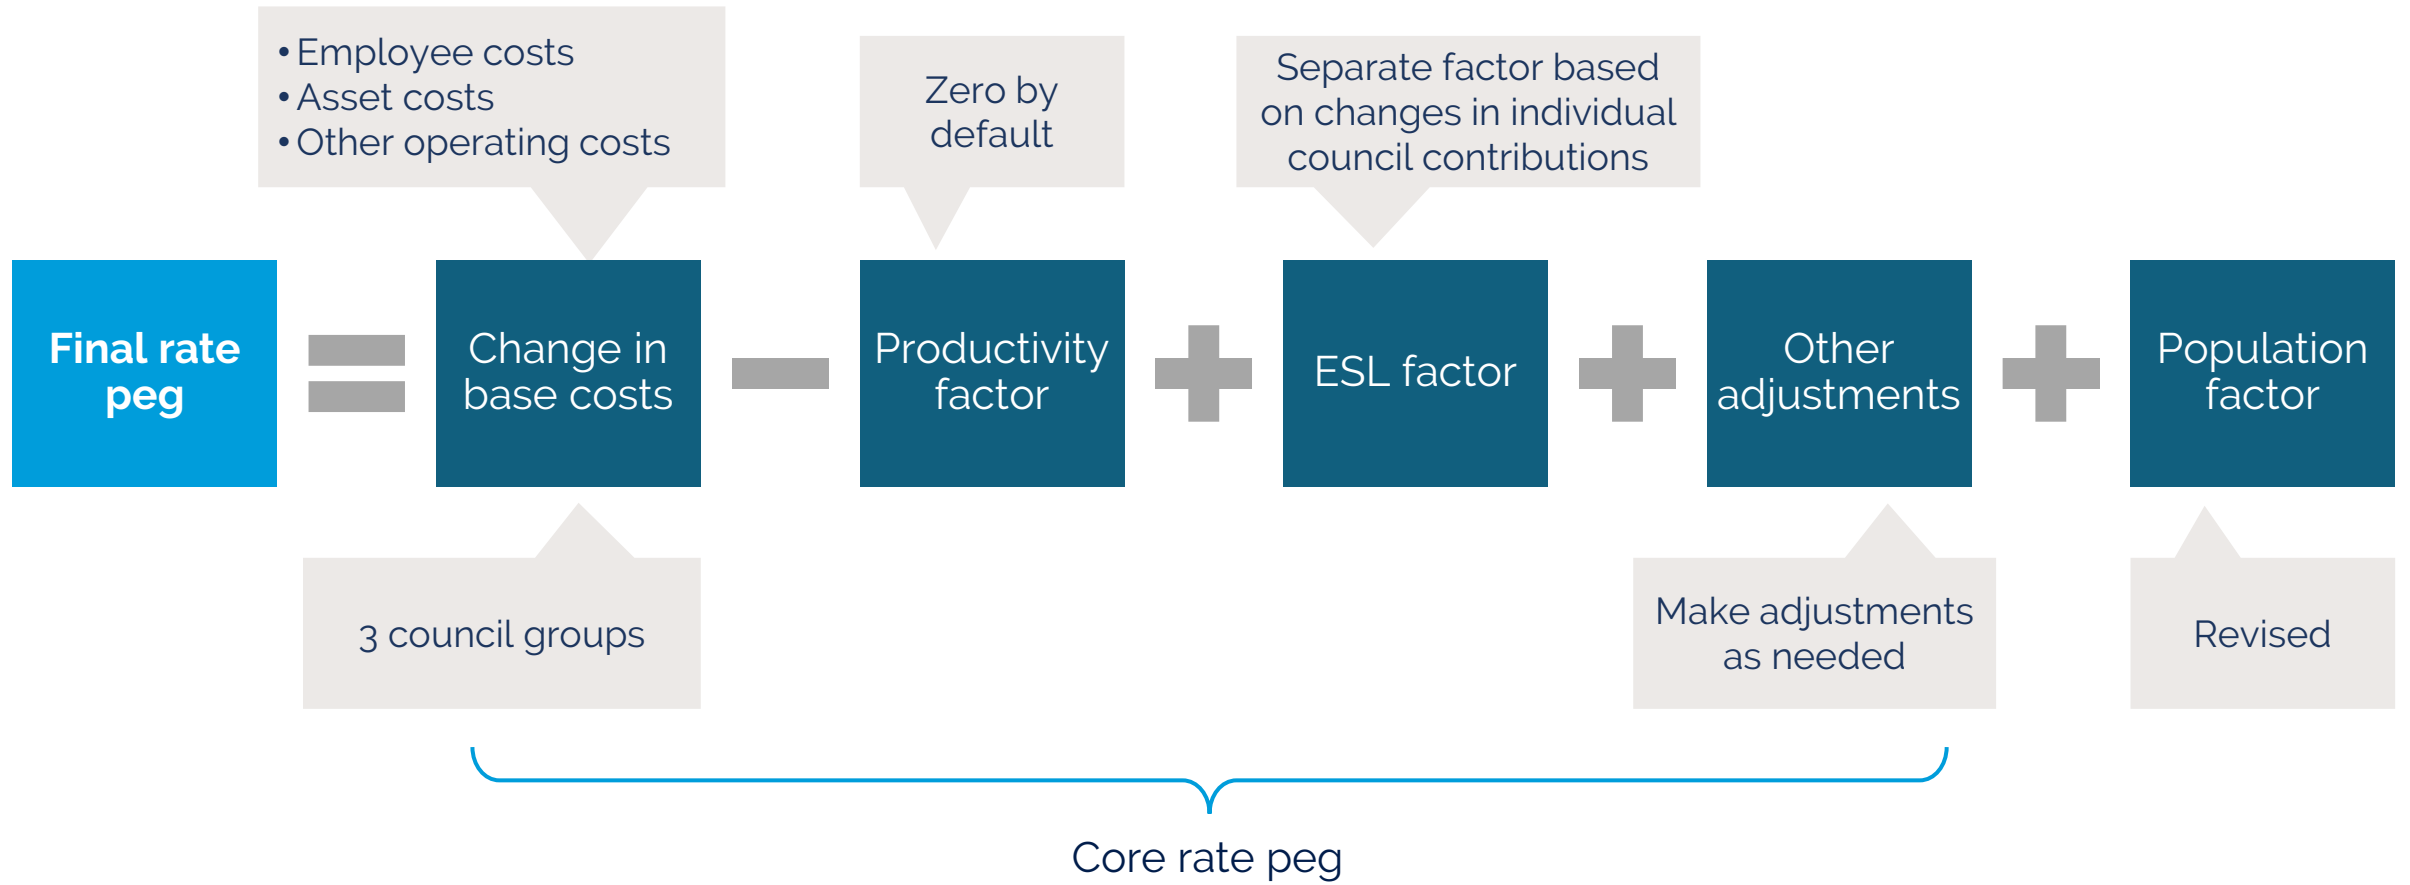 • Employee costs
• Asset costs
• Other operating costs
Zero by
default
Separate factor based
on changes in individual
council contributions
Final rate
peg
=
Change in
base costs
−
Productivity
factor
+
ESL factor
+
Other
adjustments
+
Population
factor
3 council groups
Make adjustments
as needed
Revised
Core rate peg